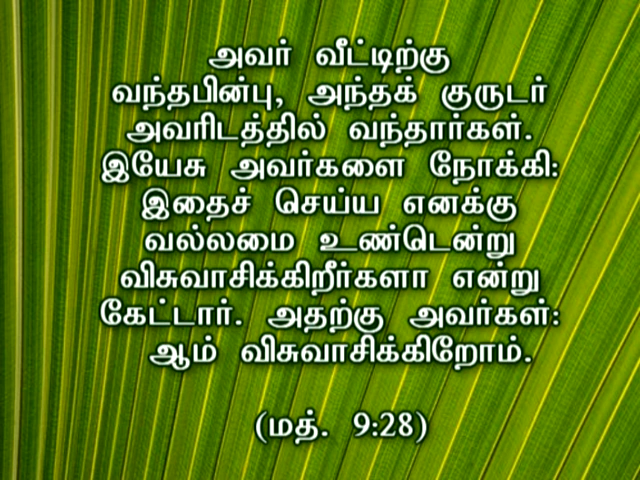 அவர் வீட்டிற்கு
வந்தபின்பு, அந்தக் குருடர்
அவரிடத்தில் வந்தார்கள்.
இயேசு அவர்களை நோக்கி:
இதைச் செய்ய எனக்கு
வல்லமை உண்டென்று
விசுவாசிக்கிறீர்களா என்று
கேட்டார். அதற்கு அவர்கள்:
ஆம் விசுவாசிக்கிறோம்.
(மத். 9:28)